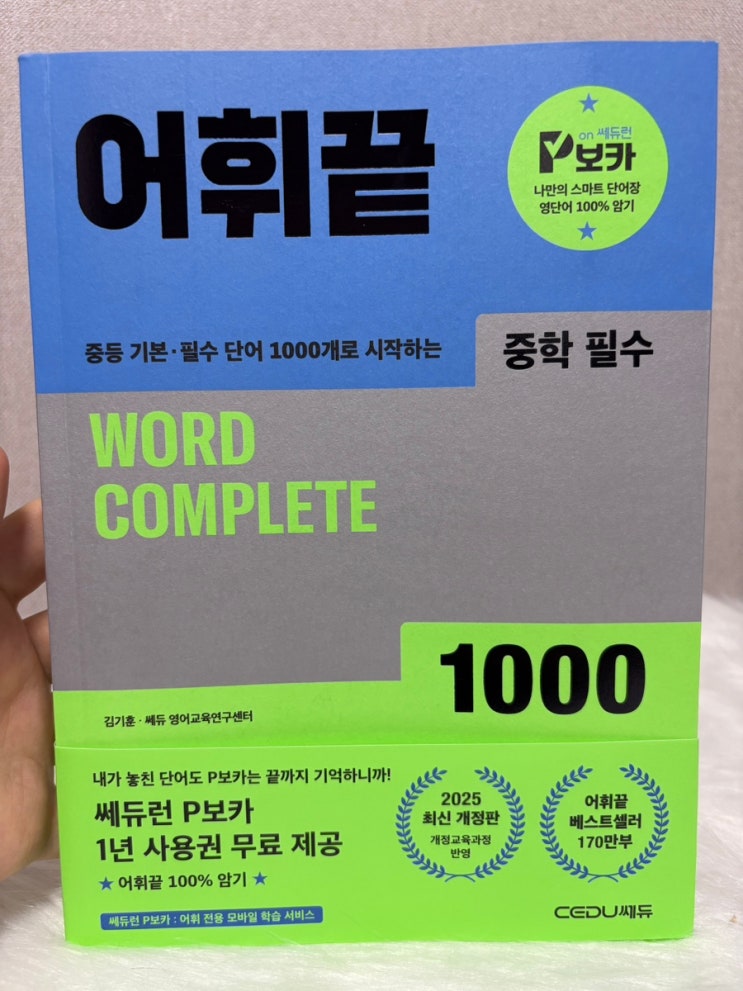 어휘끝
on 쎄듀런
P보카
나만의 스마트 단어장
영단어 100% 암기
중등 기본·필수 단어 1000개로 시작하는
중학 필수
WORD
COMPLETE
1000
김기훈·쎄듀 영어교육연구센터
내가 놓친 단어도 P보카는 끝까지 기억하니까!
쎄듀런 P보카
1년 사용권 무료 제공
★ 어휘끝 100% 암기 ★
쎄듀런 P보카 : 어휘 전용 모바일 학습 서비스
2025
최신 개정판
개정교육과정
반영
어휘끝
베스트셀러
170만부
CEDU쎄듀